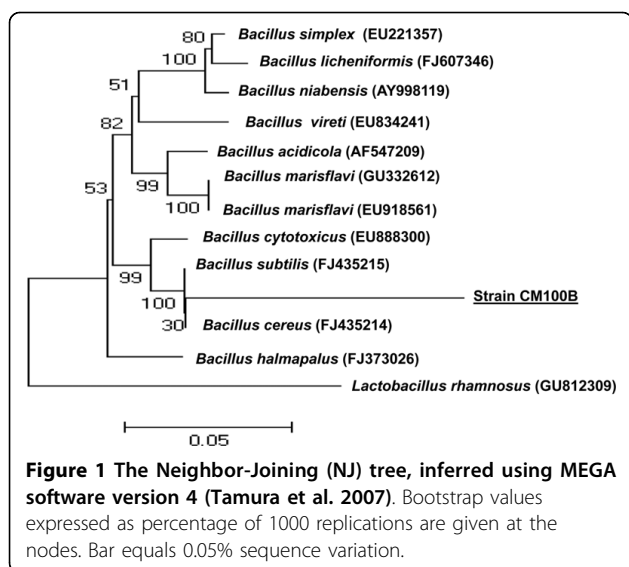 80
Bacillus simplex (EU221357)
100
Bacillus licheniformis (FJ607346)
51
Bacillus niabensis (AY998119)
82
Bacillus vireti (EU834241)
Bacillus acidicola (AF547209)
53
99
Bacillus marisflavi (GU332612)
100
Bacillus marisflavi (EU918561)
Bacillus cytotoxicus (EU888300)
99
Bacillus subtilis (FJ435215)
100
Strain CM100B
30
Bacillus cereus (FJ435214)
Bacillus halmapalus (FJ373026)
Lactobacillus rhamnosus (GU812309)
0.05
Figure 1 The Neighbor-Joining (NJ) tree, inferred using MEGA
software version 4 (Tamura et al. 2007). Bootstrap values
expressed as percentage of 1000 replications are given at the
nodes. Bar equals 0.05% sequence variation.